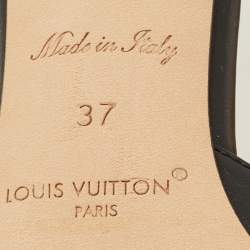 Made in Italy
37
LOUIS VUITTON
PARIS